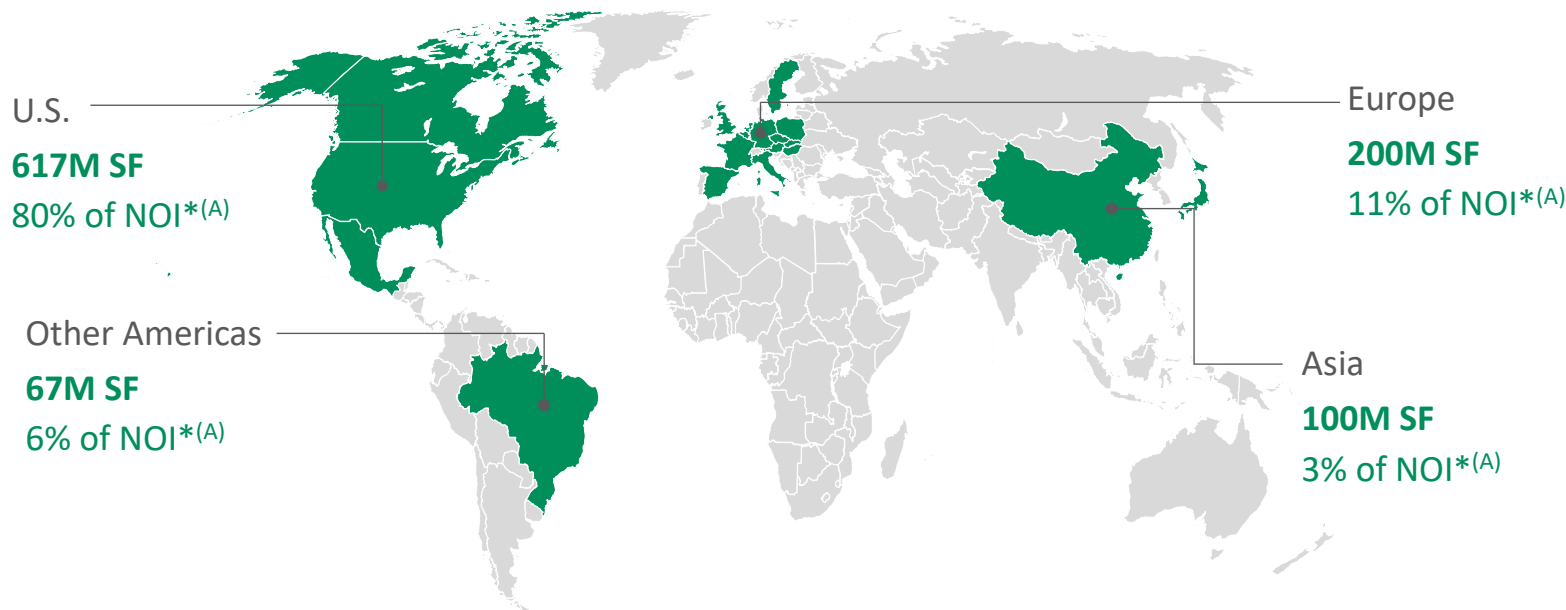 U.S.
617M SF
80% of NOI*(A)
Other Americas
67M SF
6% of NOI*(A)
Europe
200M SF
11% of NOI*(A)
Asia
100M SF
3% of NOI*(A)